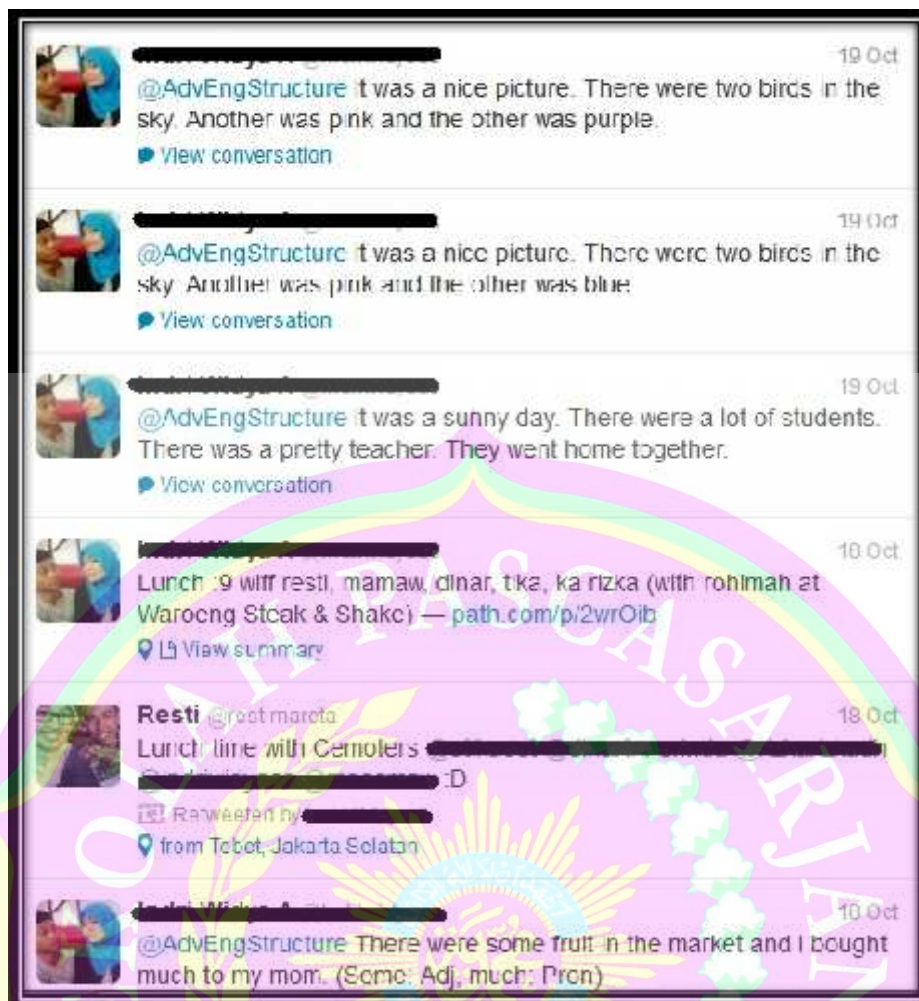 19 Oct
@AdvEngStructure It was a nice picture. There were two birds in the
sky. Another was pink and the other was purple.
View conversation
19 Oct
@AdvEngStructure It was a nice picture. There were two birds in the
sky. Another was pink and the other was blue
View conversation
19 Oct
@AdvEngStructure It was a sunny day. There were a lot of students.
There was a pretty teacher. They went home together.
View conversation
18 Oct
Lunch :9 wiff resti, mamaw, dinar, tika, ka rizka (with rohimah at
Waroeng Steak & Shake) — path.com/p/2wrOib
View summary
Resti
18 Oct
Lunch time with Cemolers
:D
Retweeted by
from Tebet, Jakarta Selatan
18 Oct
@AdvEngStructure There were some fruit in the market and I bought
much to my mom. (Some: Adj, much: Pron)
OLAH PASCASARJAN